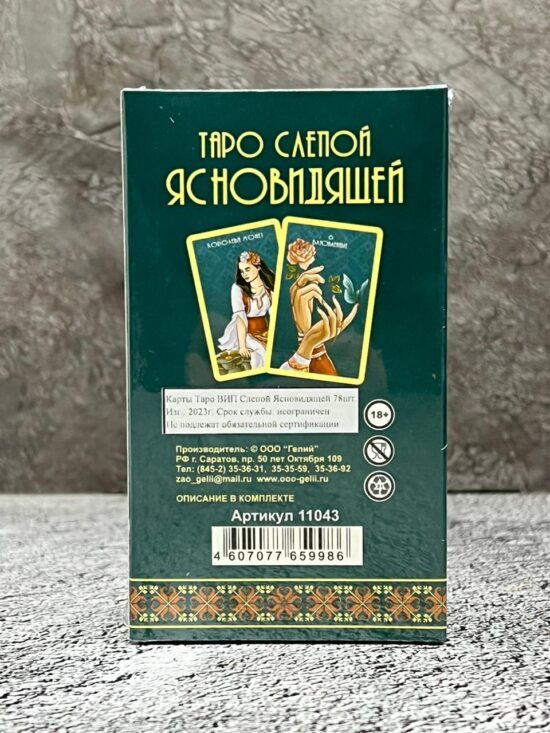 ТАРО СЛЕПОЙ
ЯСНОВИДЯЩЕЙ
КОРОЛЕВА МОНЕТ
6
ВЛЮБЛЕННЫЕ
Карты Таро ВИП Слепой Ясновидящей 78шт.
Изг.: 2023г. Срок службы: неограничен
Не подлежат обязательной сертификации
18+
Производитель: © ООО "Гелий"
РФ г. Саратов, пр. 50 лет Октября 109
Тел: (845-2) 35-36-31, 35-35-59, 35-36-92
zao_gelii@mail.ru www.ooo-gelii.ru
ОПИСАНИЕ В КОМПЛЕКТЕ
Артикул 11043
4 607077 659986